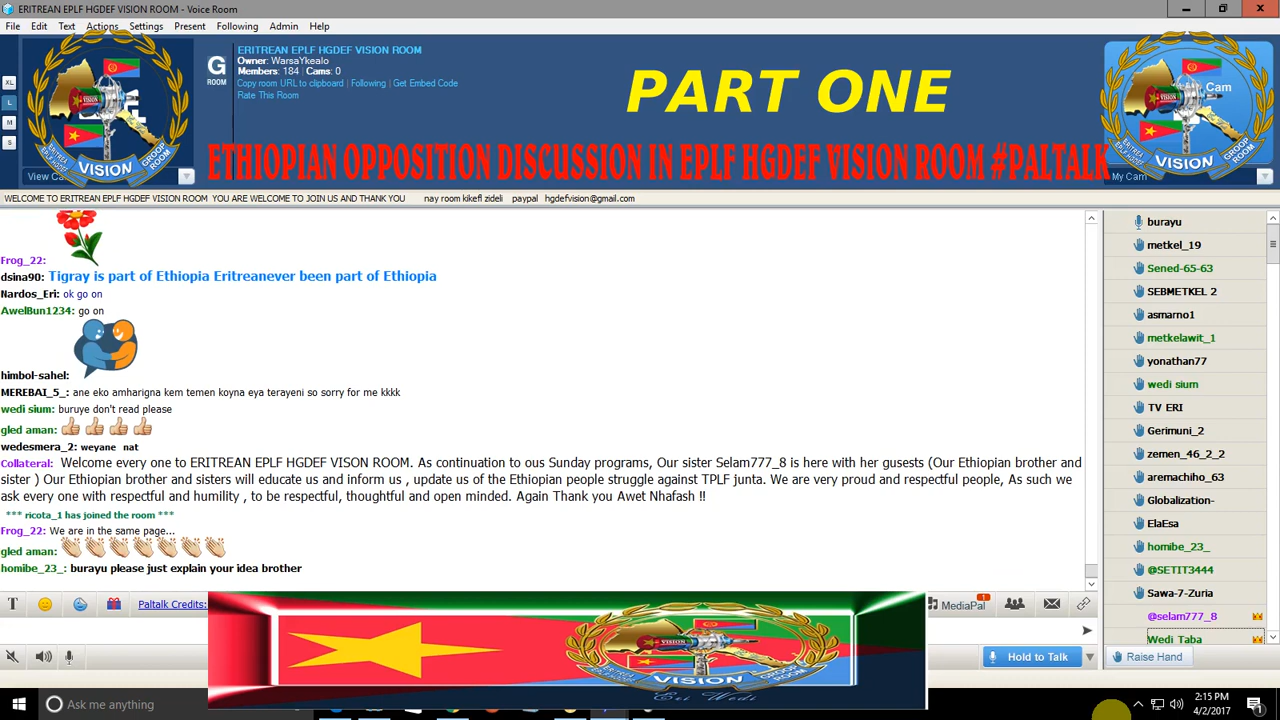 ERITREAN EPLF HGDEF VISION ROOM - Voice Room
File Edit Text Actions Settings Present Following Admin Help
XL
L
M
S
VISION
View
G
ROOM
ERITREAN EPLF HGDEF VISION ROOM
Owner: WarsaYkealo
Members: 184 | Cams: 0
Copy room URL to clipboard | Following | Get Embed Code
Rate This Room
PART ONE
ETHIOPIAN OPPOSITION DISCUSSION IN EPLF HGDEF VISION ROOM #PALTALK
Cam
VISION
My Cam
WELCOME TO ERITREAN EPLF HGDEF VISION ROOM YOU ARE WELCOME TO JOIN US AND THANK YOU nay room kikefl zideli paypal hgdefvision@gmail.com
Frog_22:
dsina90: Tigray is part of Ethiopia Eritreanever been part of Ethiopia
Nardos_Eri: ok go on
AwelBun1234: go on
himbol-sahel:
MEREBAI_5_: ane eko amharigna kem temen koyna eya terayeni so sorry for me kkkk
wedi sium: buruye don't read please
gled aman:
wedesmera_2: weyane nat
Collateral: Welcome every one to ERITREAN EPLF HGDEF VISON ROOM. As continuation to ous Sunday programs, Our sister Selam777_8 is here with her gusests (Our Ethiopian brother and
sister ) Our Ethiopian brother and sisters will educate us and inform us , update us of the Ethiopian people struggle against TPLF junta. We are very proud and respectful people, As such we
ask every one with respectful and humility , to be respectful, thoughtful and open minded. Again Thank you Awet Nhafash !!
*** ricota_1 has joined the room ***
Frog_22: We are in the same page...
gled aman:
homibe_23_: burayu please just explain your idea brother
burayu
metkel_19
Sened-65-63
SEBMETKEL 2
asmarno1
metkelawit_1
yonathan77
wedi sium
TV ERI
Gerimuni_2
zemen_46_2_2
aremachiho_63
Globalization-
ElaEsa
homibe_23_
@SETIT3444
Sawa-7-Zuria
@selam777_8
Wedi Taba
T
Paltalk Credits:
MediaPal
1
VISION
Eri Wedi
Hold to Talk
Raise Hand
Ask me anything
2:15 PM
4/2/2017
1